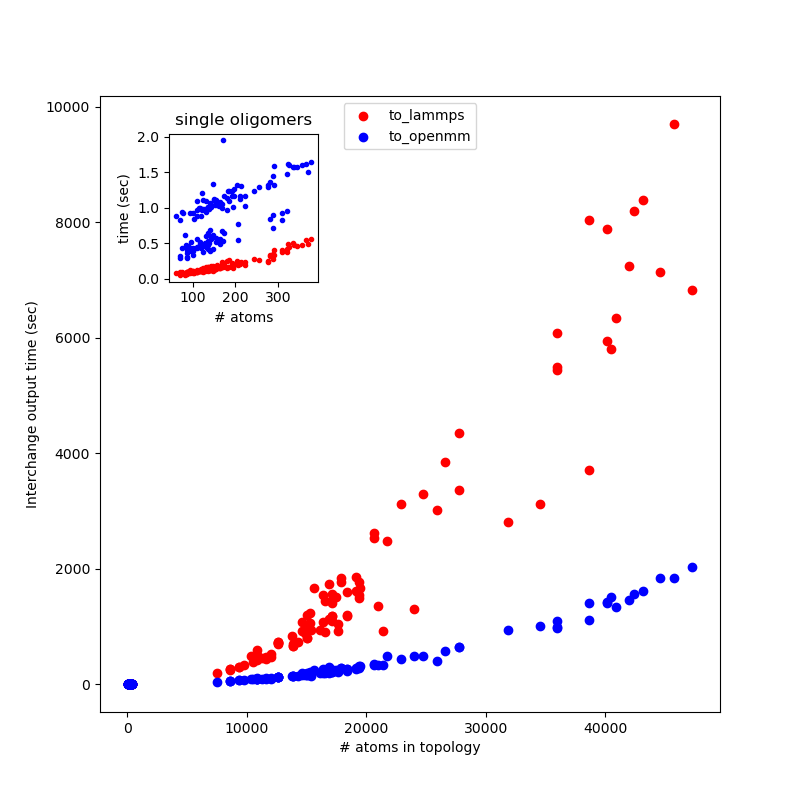 to_lammps
to_openmm
single oligomers
2.0
1.5
1.0
0.5
0.0
time (sec)
100
200
300
# atoms
10000
8000
6000
4000
2000
0
Interchange output time (sec)
0
10000
20000
30000
40000
# atoms in topology